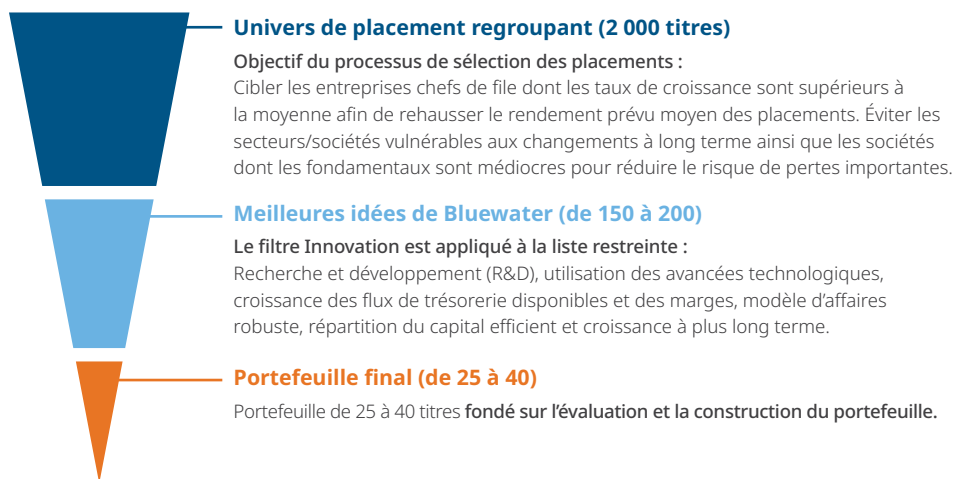 Univers de placement regroupant (2 000 titres)
Objectif du processus de sélection des placements :
Cibler les entreprises chefs de file dont les taux de croissance sont supérieurs à
la moyenne afin de rehausser le rendement prévu moyen des placements. Éviter les
secteurs/sociétés vulnérables aux changements à long terme ainsi que les sociétés
dont les fondamentaux sont médiocres pour réduire le risque de pertes importantes.
Meilleures idées de Bluewater (de 150 à 200)
Le filtre Innovation est appliqué à la liste restreinte :
Recherche et développement (R&D), utilisation des avancées technologiques,
croissance des flux de trésorerie disponibles et des marges, modèle d’affaires
robuste, répartition du capital efficient et croissance à plus long terme.
Portefeuille final (de 25 à 40)
Portefeuille de 25 à 40 titres fondé sur l’évaluation et la construction du portefeuille.